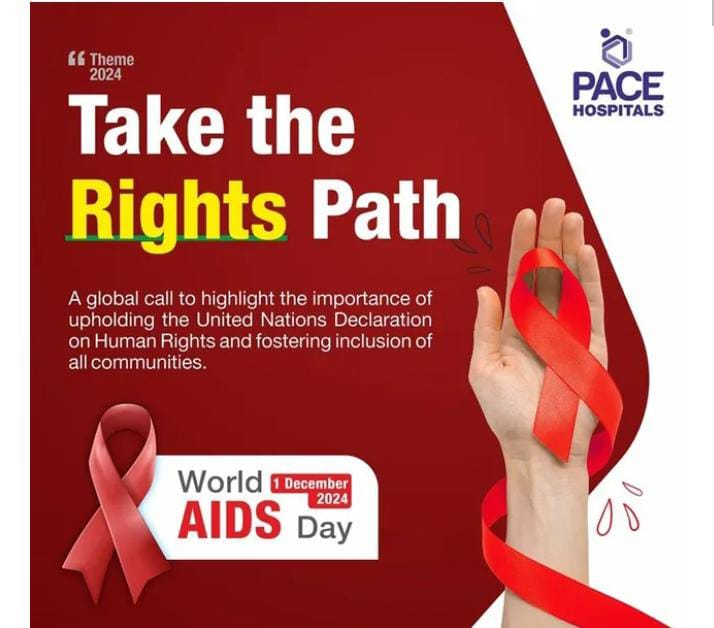 “ Theme
2024
Take the
Rights Path
A global call to highlight the importance of
upholding the United Nations Declaration
on Human Rights and fostering inclusion of
all communities.
World 1 December
2024
AIDS Day
®
PACE
HOSPITALS